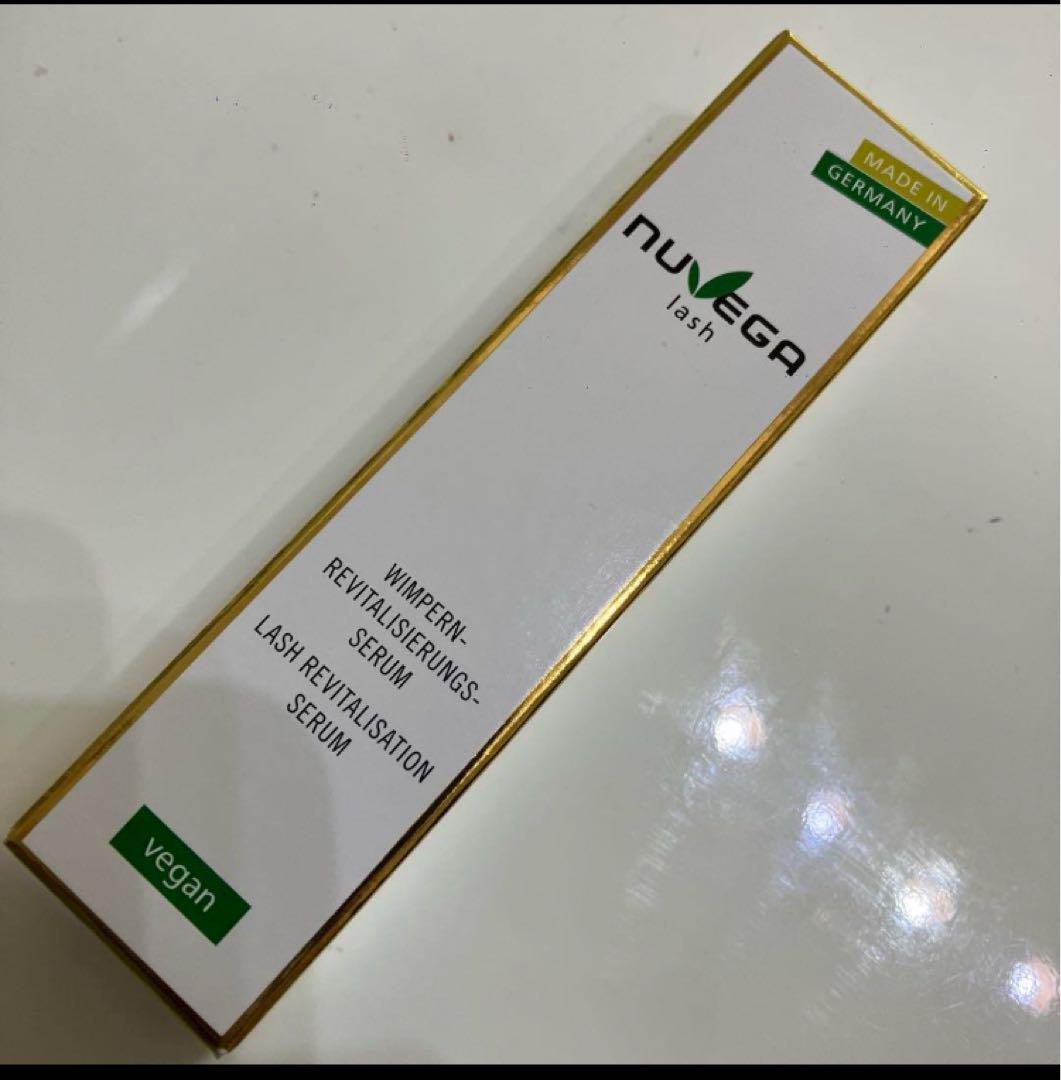 MADE IN
GERMANY
nuVEGA
lash
WIMPERN-
REVITALISIERUNGS-
SERUM
LASH REVITALISATION
SERUM
vegan